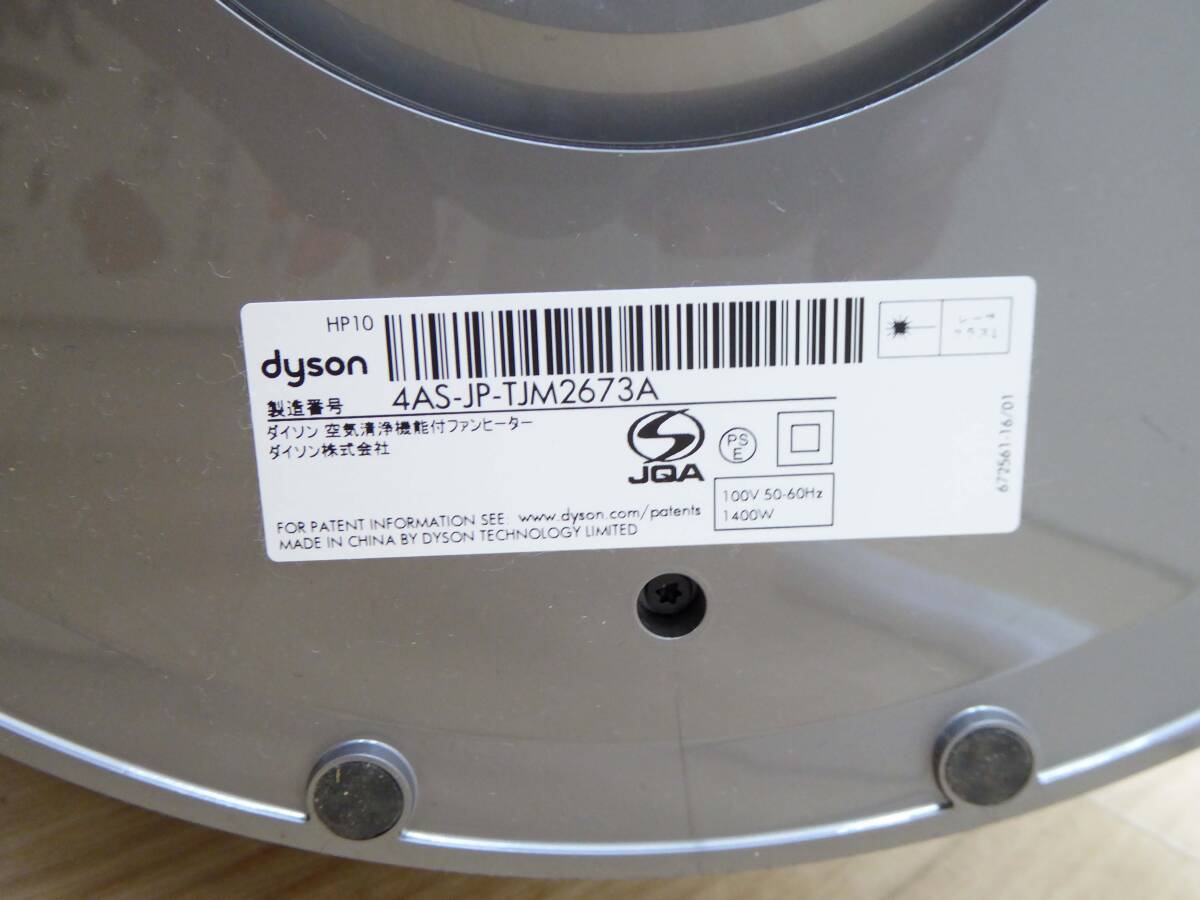 HP10
dyson
製造番号 4AS-JP-TJM2673A
ダイソン 空気清浄機能付ファンヒーター
ダイソン株式会社
JQA
PS
E
100V 50-60Hz
1400W
FOR PATENT INFORMATION SEE: www.dyson.com/patents
MADE IN CHINA BY DYSON TECHNOLOGY LIMITED
672561-16/01